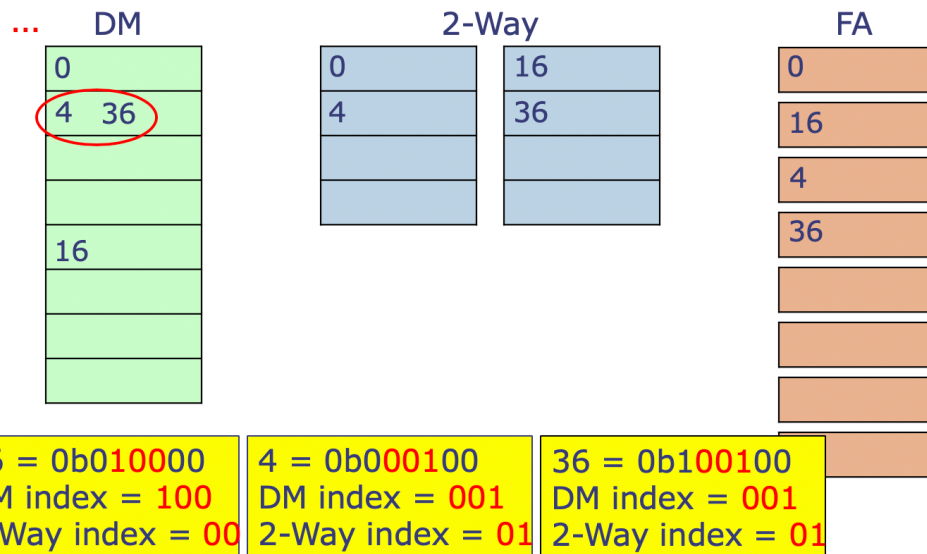 ... DM 2-Way FA
0 0 16 0
4 36 4 36 16
4
36
16
6 = 0b010000
M index = 100
Way index = 00
4 = 0b000100
DM index = 001
2-Way index = 01
36 = 0b100100
DM index = 001
2-Way index = 01